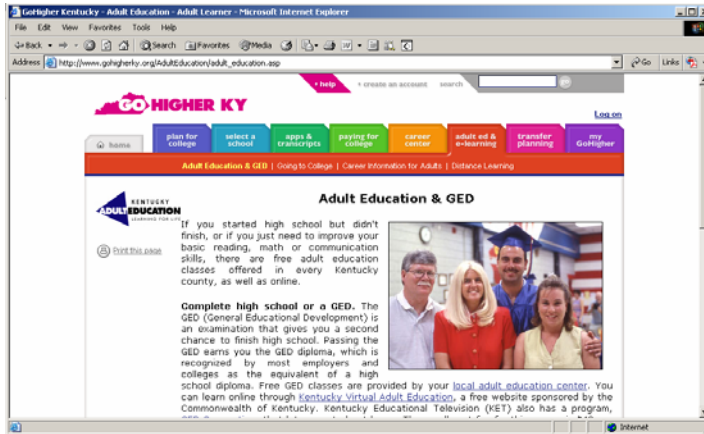 GoHigher Kentucky - Adult Education - Adult Learner - Microsoft Internet Explorer
File Edit View Favorites Tools Help
Back Search Favorites Media
Address http://www.gohigherky.org/AdultEducation/adult_education.asp Go Links
help create an account search
GO HIGHER KY
Log on
home
plan for college
select a school
apps & transcripts
paying for college
career center
adult ed & e-learning
transfer planning
my GoHigher
Adult Education & GED | Going to College | Career Information for Adults | Distance Learning
KENTUCKY
ADULT EDUCATION
LEARNING FOR LIFE
Print this page
Adult Education & GED
If you started high school but didn't
finish, or if you just need to improve your
basic reading, math or communication
skills, there are free adult education
classes offered in every Kentucky
county, as well as online.
Complete high school or a GED. The
GED (General Educational Development) is
an examination that gives you a second
chance to finish high school. Passing the
GED earns you the GED diploma, which is
recognized by most employers and
colleges as the equivalent of a high
school diploma. Free GED classes are provided by your local adult education center. You
can learn online through Kentucky Virtual Adult Education, a free website sponsored by the
Commonwealth of Kentucky. Kentucky Educational Television (KET) also has a program,
Internet